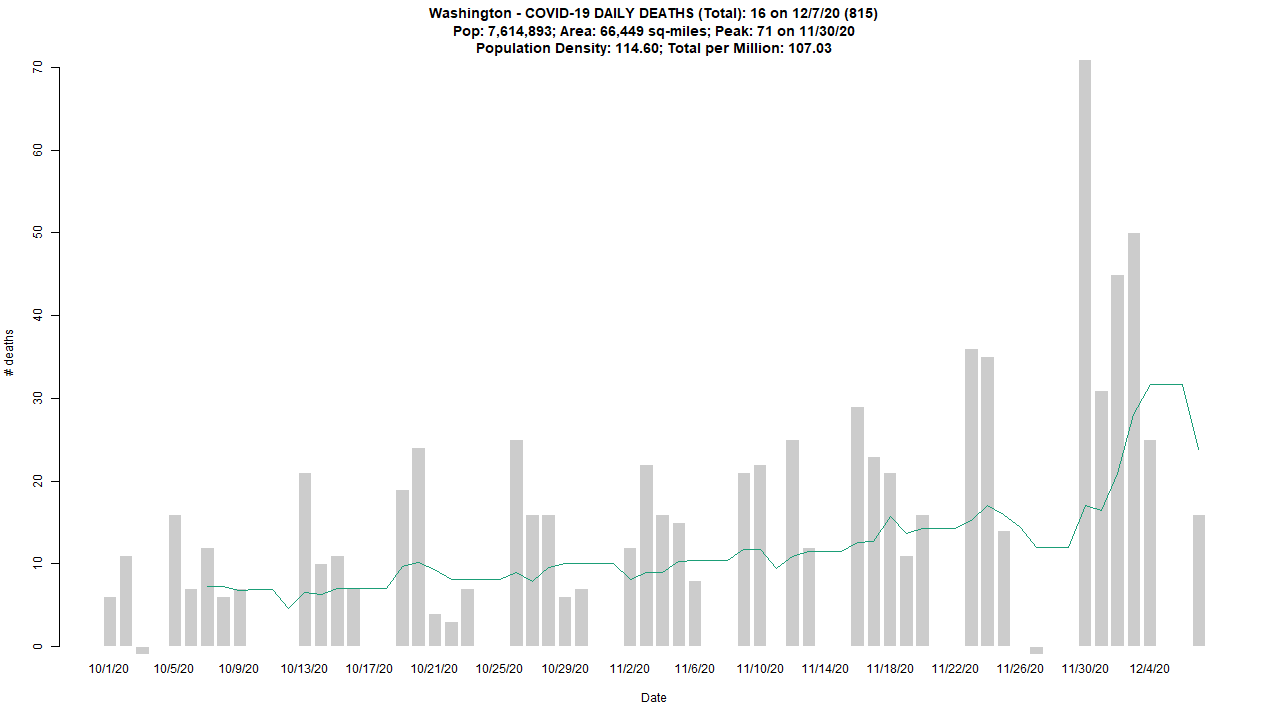 Washington - COVID-19 DAILY DEATHS (Total): 16 on 12/7/20 (815)
Pop: 7,614,893; Area: 66,449 sq-miles; Peak: 71 on 11/30/20
Population Density: 114.60; Total per Million: 107.03
70
60
50
40
30
20
10
0
# deaths
10/1/20 10/5/20 10/9/20 10/13/20 10/17/20 10/21/20 10/25/20 10/29/20 11/2/20 11/6/20 11/10/20 11/14/20 11/18/20 11/22/20 11/26/20 11/30/20 12/4/20
Date